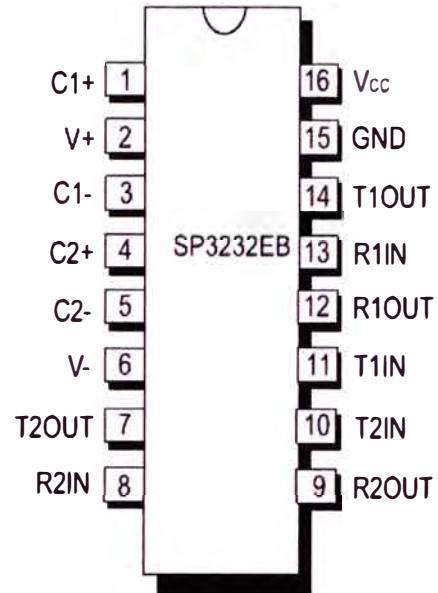 C1+ 1 16 Vcc
V+ 2 15 GND
C1- 3 14 T1OUT
C2+ 4 SP3232EB 13 R1IN
C2- 5 12 R1OUT
V- 6 11 T1IN
T2OUT 7 10 T2IN
R2IN 8 9 R2OUT